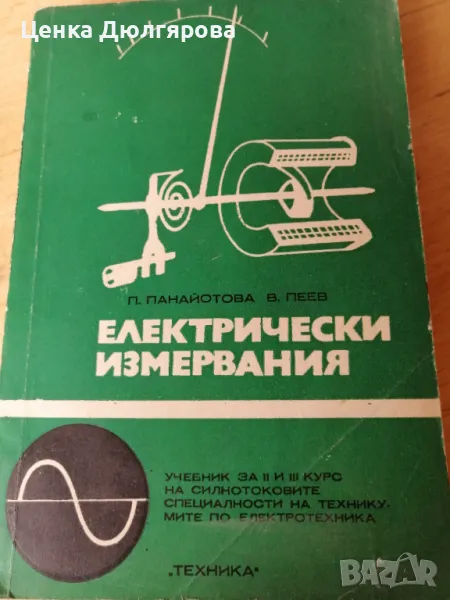 Ценка Дюлгярова
П. ПАНАЙОТОВА В. ПЕЕВ
ЕЛЕКТРИЧЕСКИ
ИЗМЕРВАНИЯ
УЧЕБНИК ЗА II И III КУРС
НА СИЛНОТОКОВИТЕ
СПЕЦИАЛНОСТИ НА ТЕХНИКУ-
МИТЕ ПО ЕЛЕКТРОТЕХНИКА
„ТЕХНИКА“
BAZAR